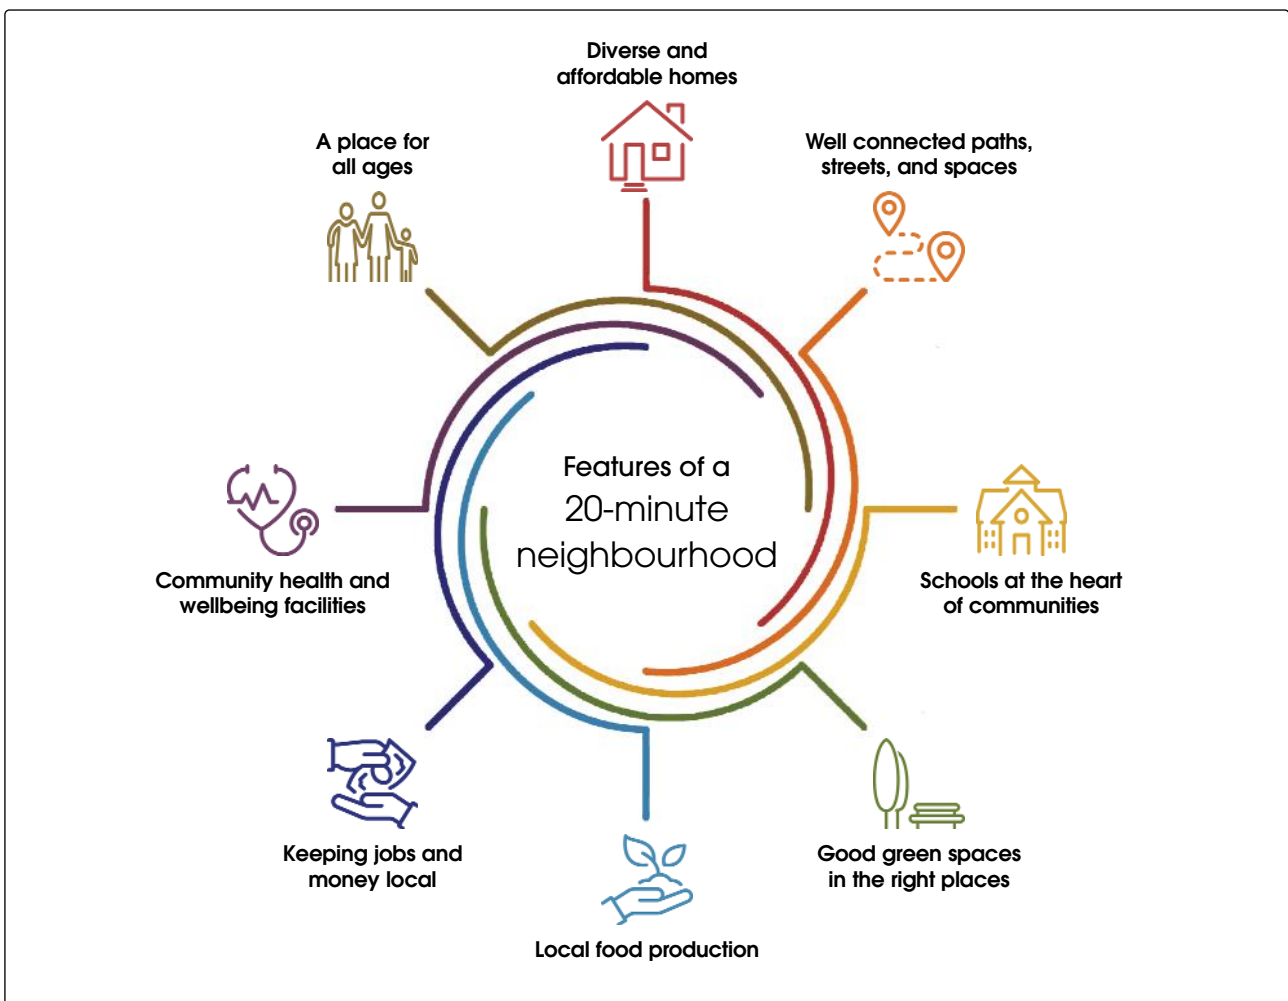 Diverse and
affordable homes
A place for
all ages
Well connected paths,
streets, and spaces
Features of a
20-minute
neighbourhood
Community health and
wellbeing facilities
Schools at the heart
of communities
Keeping jobs and
money local
Good green spaces
in the right places
Local food production